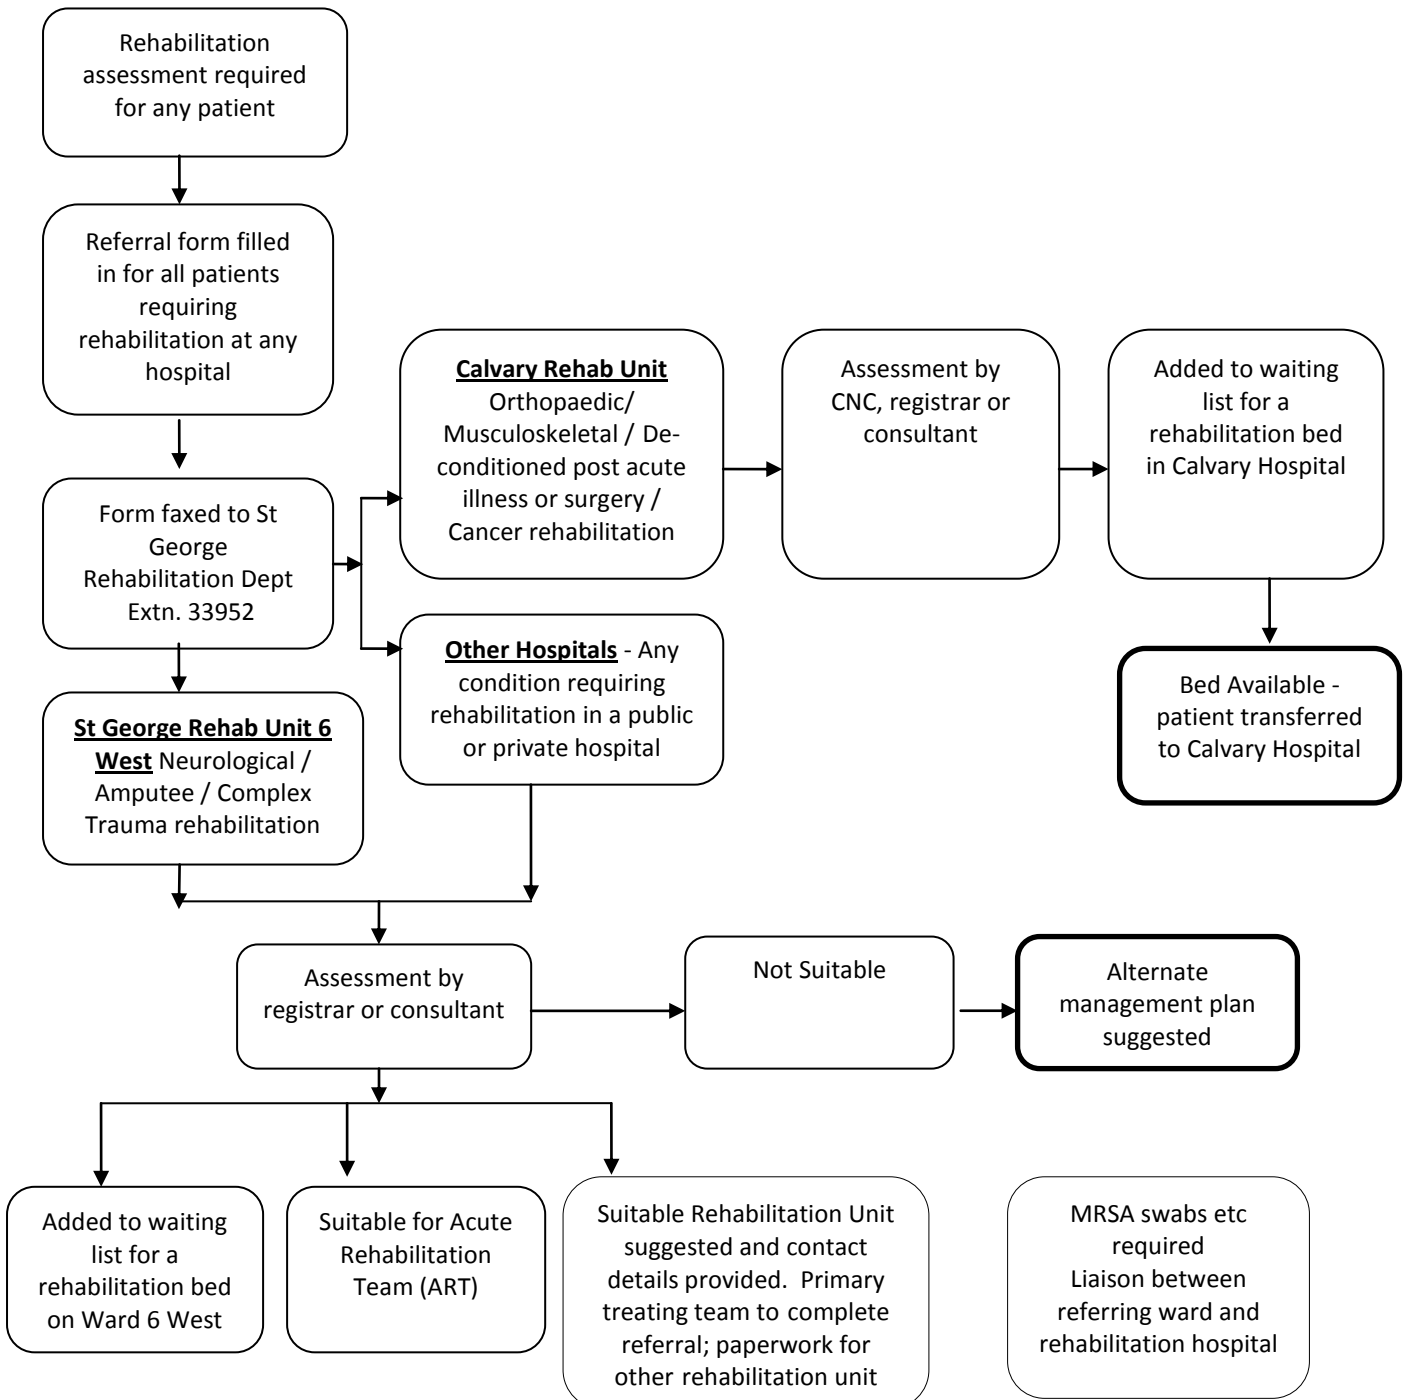 Rehabilitation
assessment required
for any patient
Referral form filled
in for all patients
requiring
rehabilitation at any
hospital
Form faxed to St
George
Rehabilitation Dept
Extn. 33952
Calvary Rehab Unit
Orthopaedic/
Musculoskeletal / De-
conditioned post acute
illness or surgery /
Cancer rehabilitation
Assessment by
CNC, registrar or
consultant
Added to waiting
list for a
rehabilitation bed
in Calvary Hospital
Bed Available -
patient transferred
to Calvary Hospital
Other Hospitals - Any
condition requiring
rehabilitation in a public
or private hospital
St George Rehab Unit 6
West Neurological /
Amputee / Complex
Trauma rehabilitation
Assessment by
registrar or consultant
Not Suitable
Alternate
management plan
suggested
Added to waiting
list for a
rehabilitation bed
on Ward 6 West
Suitable for Acute
Rehabilitation
Team (ART)
Suitable Rehabilitation Unit
suggested and contact
details provided.  Primary
treating team to complete
referral; paperwork for
other rehabilitation unit
MRSA swabs etc
required
Liaison between
referring ward and
rehabilitation hospital